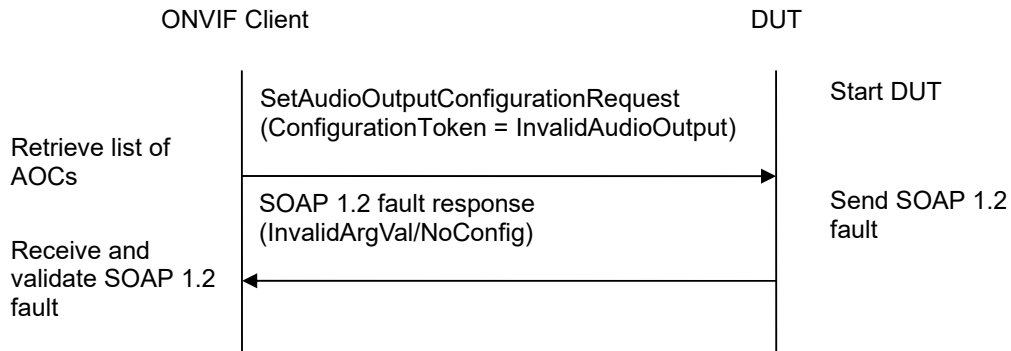 ONVIF Client
DUT
SetAudioOutputConfigurationRequest
(ConfigurationToken = InvalidAudioOutput)
Start DUT
Retrieve list of
AOCs
SOAP 1.2 fault response
(InvalidArgVal/NoConfig)
Send SOAP 1.2
fault
Receive and
validate SOAP 1.2
fault